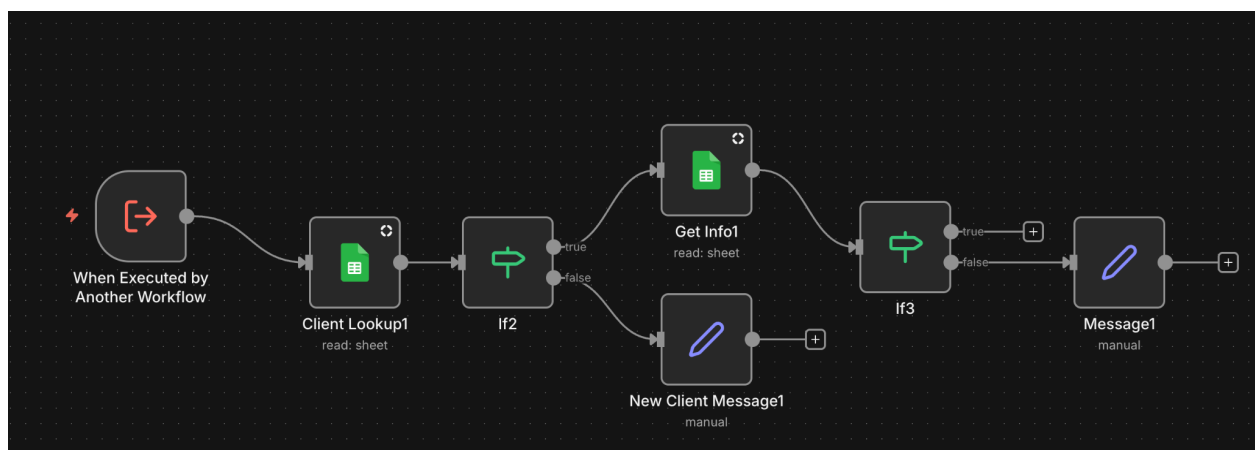 When Executed by
Another Workflow
Client Lookup1
read: sheet
If2
true
false
Get Info1
read: sheet
New Client Message1
manual
If3
true
false
Message1
manual